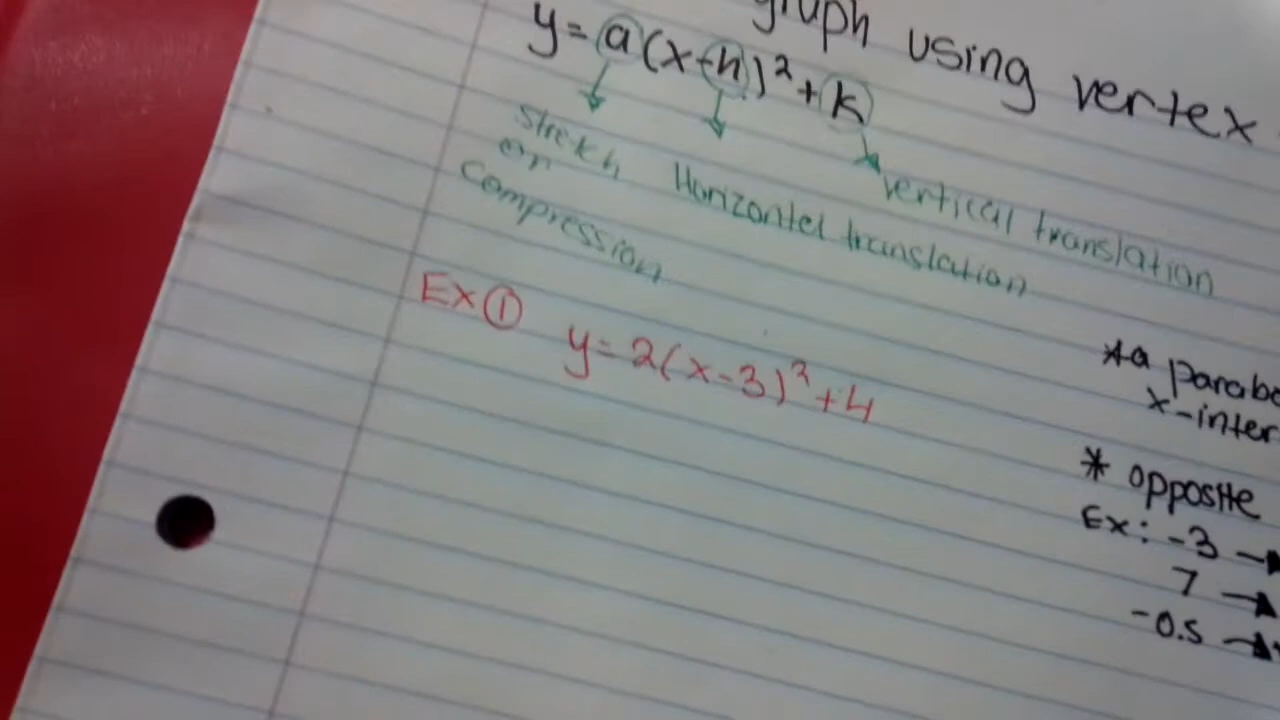 graph using vertex
y=a(x-h)²+k
stretch
or
compression
Horizontal translation
vertical translation
Ex① y=2(x-3)²+4
*a parabo
x-inter
* opposite
Ex: -3 →
7 →
-0.5 →